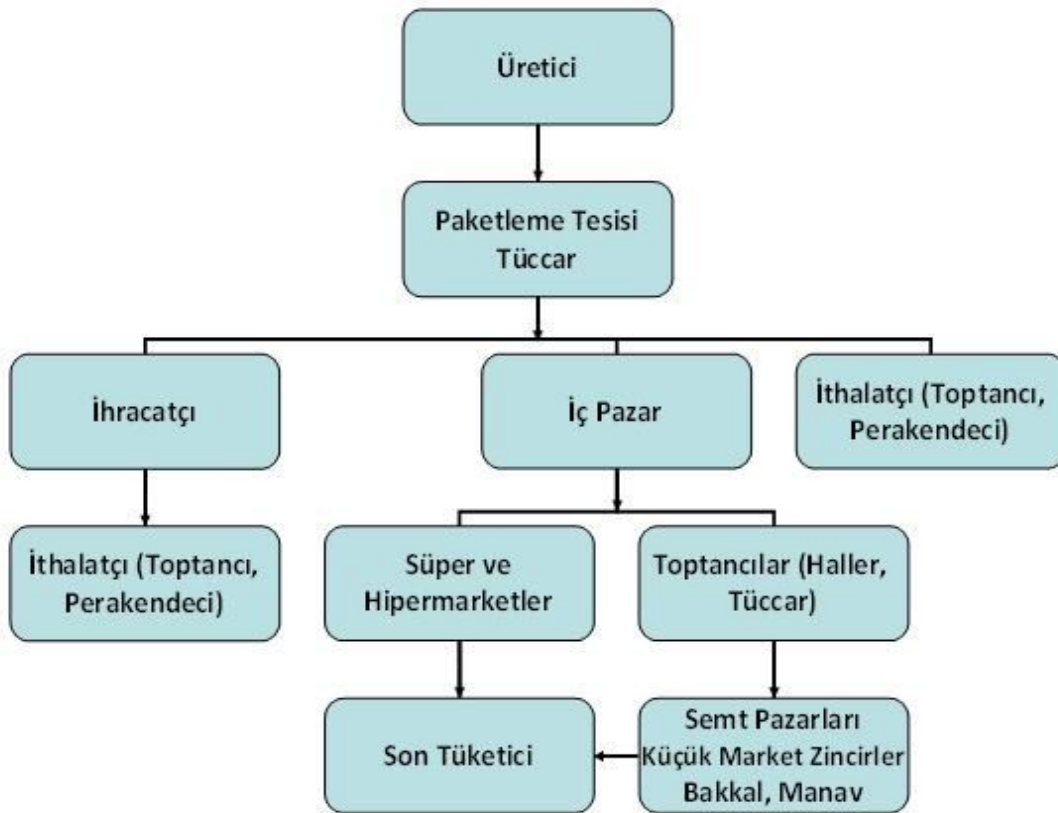 Üretici
Paketleme Tesisi
Tüccar
İhracatçı
İç Pazar
İthalatçı (Toptancı,
Perakendeci)
İthalatçı (Toptancı,
Perakendeci)
Süper ve
Hipermarketler
Toptancılar (Haller,
Tüccar)
Son Tüketici
Semt Pazarları
Küçük Market Zincirler
Bakkal, Manav